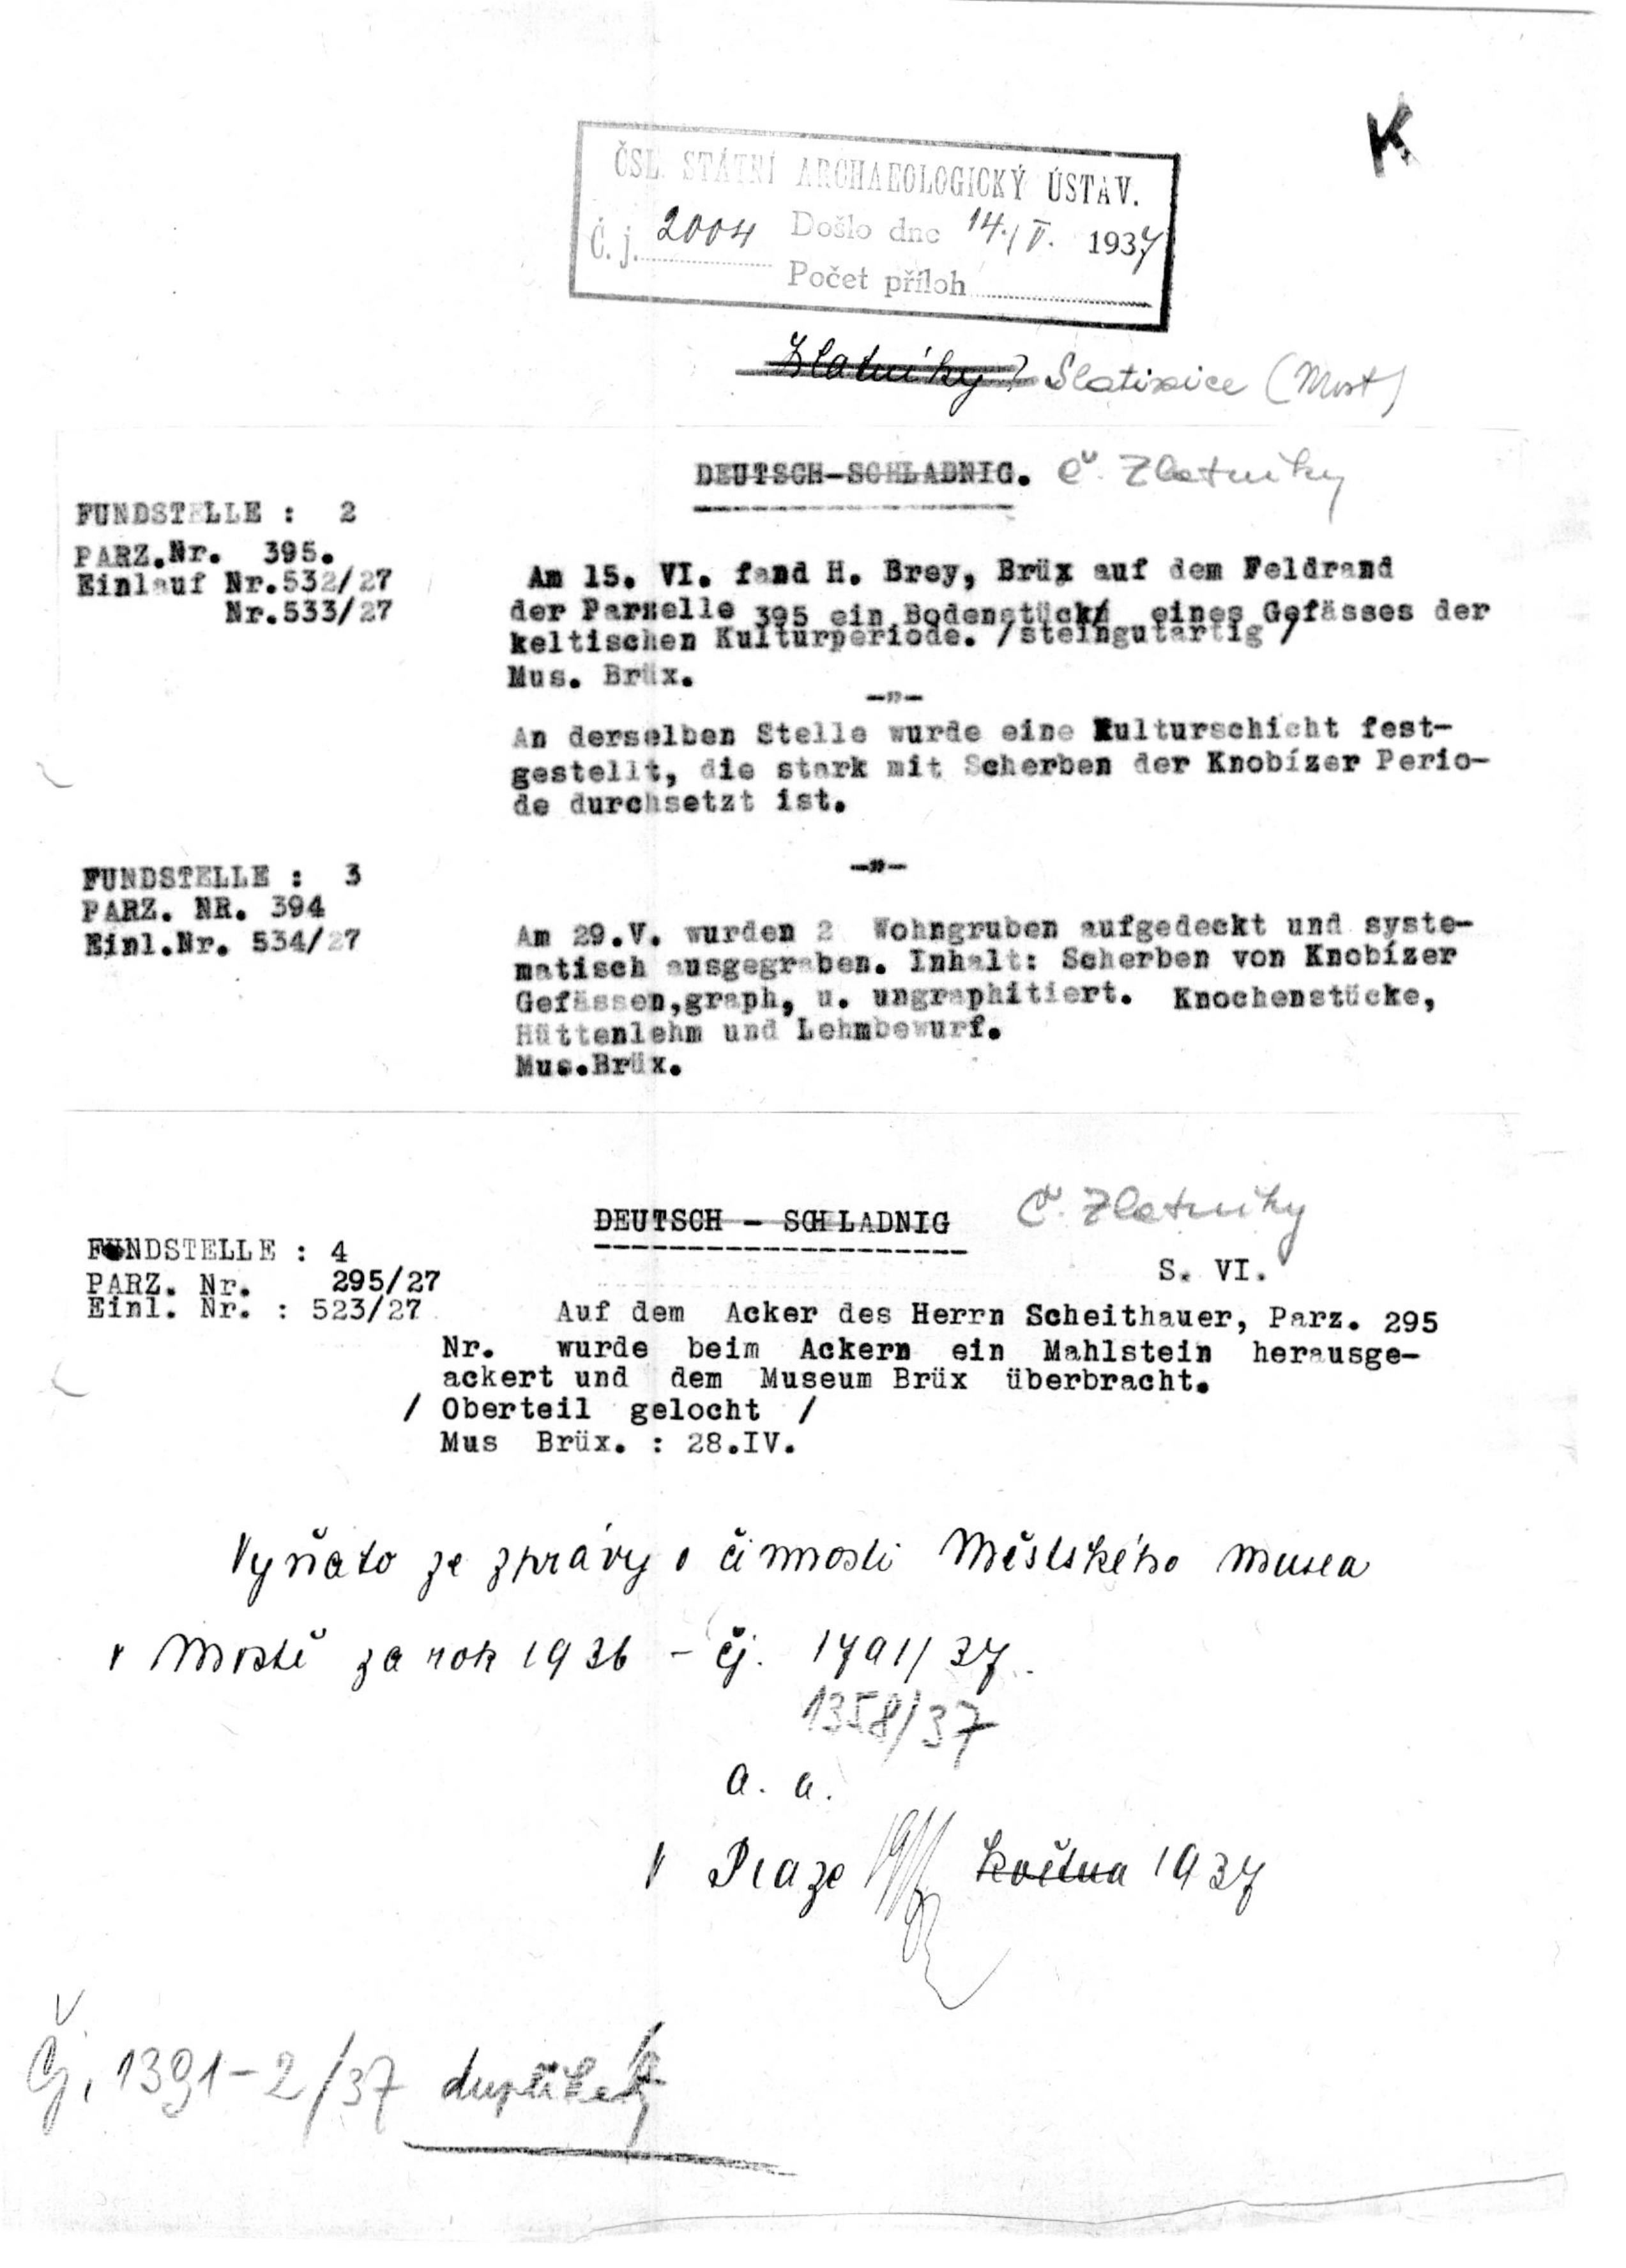 K
ČSL. STÁTNÍ ARCHAEOLOGICKÝ ÚSTAV.
Č. j. 2004 Došlo dne 14./V. 1937
Počet příloh
Zlatníky? Slatinice (Most)
DEUTSCH-SCHLADNIG. Č. Zlatníky
FUNDSTELLE : 2
PARZ.Nr. 395.
Einlauf Nr.532/27
Nr.533/27
Am 15. VI. fand H. Brey, Brüx auf dem Feldrand
der Parzelle 395 ein Bodenstück eines Gefässes der
keltischen Kulturperiode. /steingutartig /
Mus. Brüx.
-"-
An derselben Stelle wurde eine Kulturschicht fest-
gestellt, die stark mit Scherben der Knobízer Perio-
de durchsetzt ist.
-"-
FUNDSTELLE : 3
PARZ. NR. 394
Einl.Nr. 534/27
Am 29.V. wurden 2 Wohngruben aufgedeckt und syste-
matisch ausgegraben. Inhalt: Scherben von Knobízer
Gefässen,graph, u. ungraphitiert. Knochenstücke,
Hüttenlehm und Lehmbewurf.
Mus.Brüx.
DEUTSCH - SCHLADNIG Č. Zlatníky
FUNDSTELLE : 4
PARZ. Nr. 295/27
Einl. Nr. : 523/27
S. VI.
Auf dem Acker des Herrn Scheithauer, Parz. 295
Nr. wurde beim Ackern ein Mahlstein herausge-
ackert und dem Museum Brüx überbracht.
/ Oberteil gelocht /
Mus Brüx. : 28.IV.
Vyňato ze zprávy o činnosti Městského musea
v Mostě za rok 1936 - čj. 1791/37.
1358/37
a. a.
V Praze května 1937
Čj. 1391-2/37